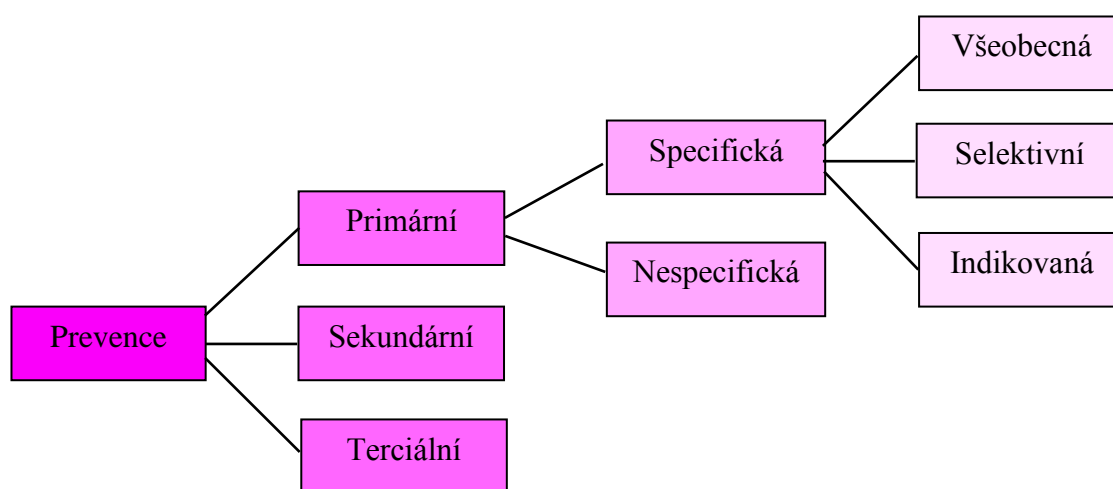 Všeobecná
Specifická
Selektivní
Primární
Nespecifická
Indikovaná
Prevence
Sekundární
Terciální